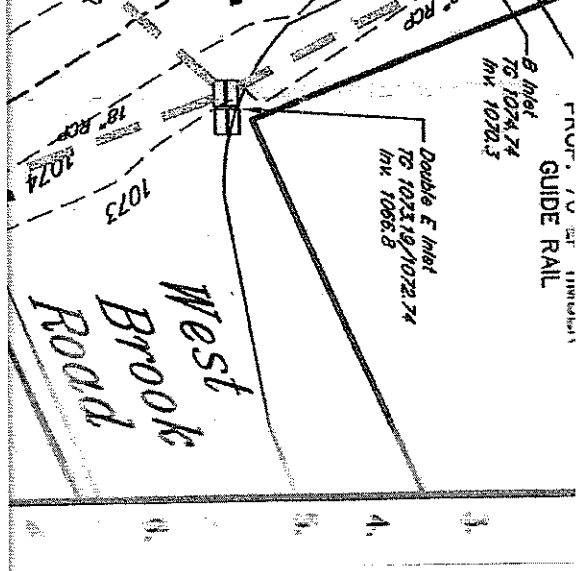 GUIDE RAIL
B Inlet
TC 1074.74
Inv. 1070.3
Double E Inlet
TC 1073.19/1072.74
Inv. 1066.8
18" RCP
" RCP
1074
1073
West
Brook
Road